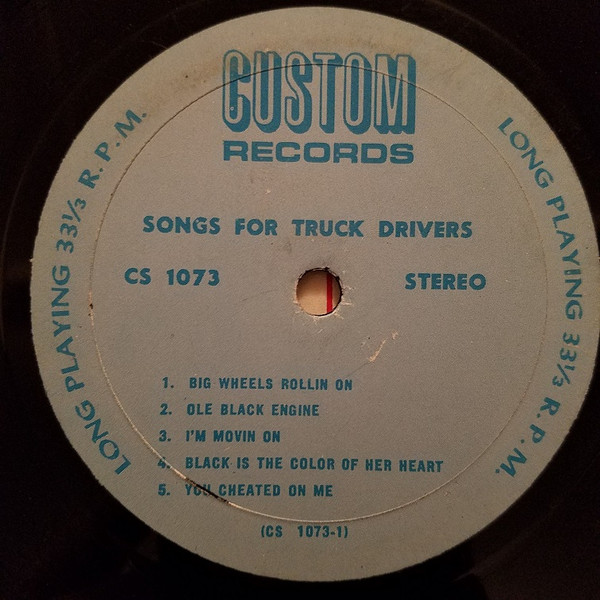 CUSTOM
RECORDS
LONG PLAYING 33⅓ R.P.M.
LONG PLAYING 33⅓ R.P.M.
SONGS FOR TRUCK DRIVERS
CS 1073
STEREO
1. BIG WHEELS ROLLIN ON
2. OLE BLACK ENGINE
3. I'M MOVIN ON
4. BLACK IS THE COLOR OF HER HEART
5. YOU CHEATED ON ME
(CS 1073-1)